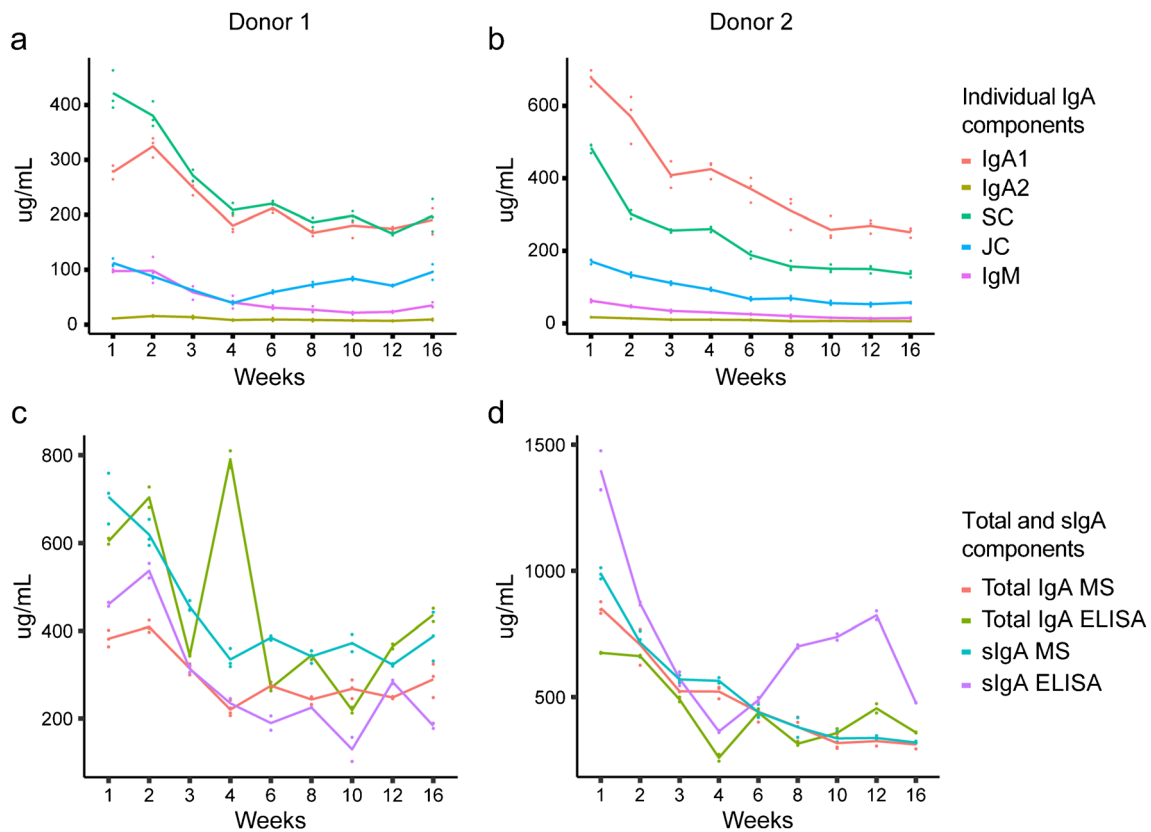 Donor 1
Donor 2
a
400
300
200
100
0
ug/mL
1 2 3 4 6 8 10 12 16
Weeks
b
600
400
200
0
ug/mL
1 2 3 4 6 8 10 12 16
Weeks
Individual IgA
components
IgA1
IgA2
SC
JC
IgM
c
800
600
400
200
ug/mL
1 2 3 4 6 8 10 12 16
Weeks
d
1500
1000
500
ug/mL
1 2 3 4 6 8 10 12 16
Weeks
Total and sIgA
components
Total IgA MS
Total IgA ELISA
sIgA MS
sIgA ELISA